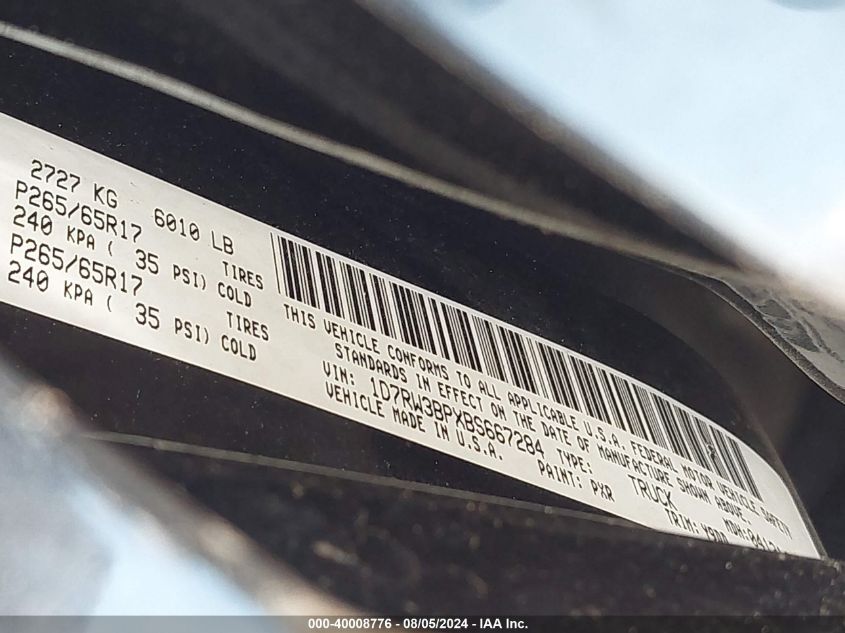 2727 KG 6010 LB
P265/65R17 TIRES
240 KPA ( 35 PSI) COLD
P265/65R17 TIRES
240 KPA ( 35 PSI) COLD
THIS VEHICLE CONFORMS TO ALL APPLICABLE U.S.A. FEDERAL MOTOR VEHICLE SAFETY
STANDARDS IN EFFECT ON THE DATE OF MANUFACTURE SHOWN ABOVE.
VIN: 1D7RW3BPXBS667284 TYPE: TRUCK
VEHICLE MADE IN U.S.A. PAINT: PXR TRIM: MDH:
000-40008776 - 08/05/2024 - IAA Inc.